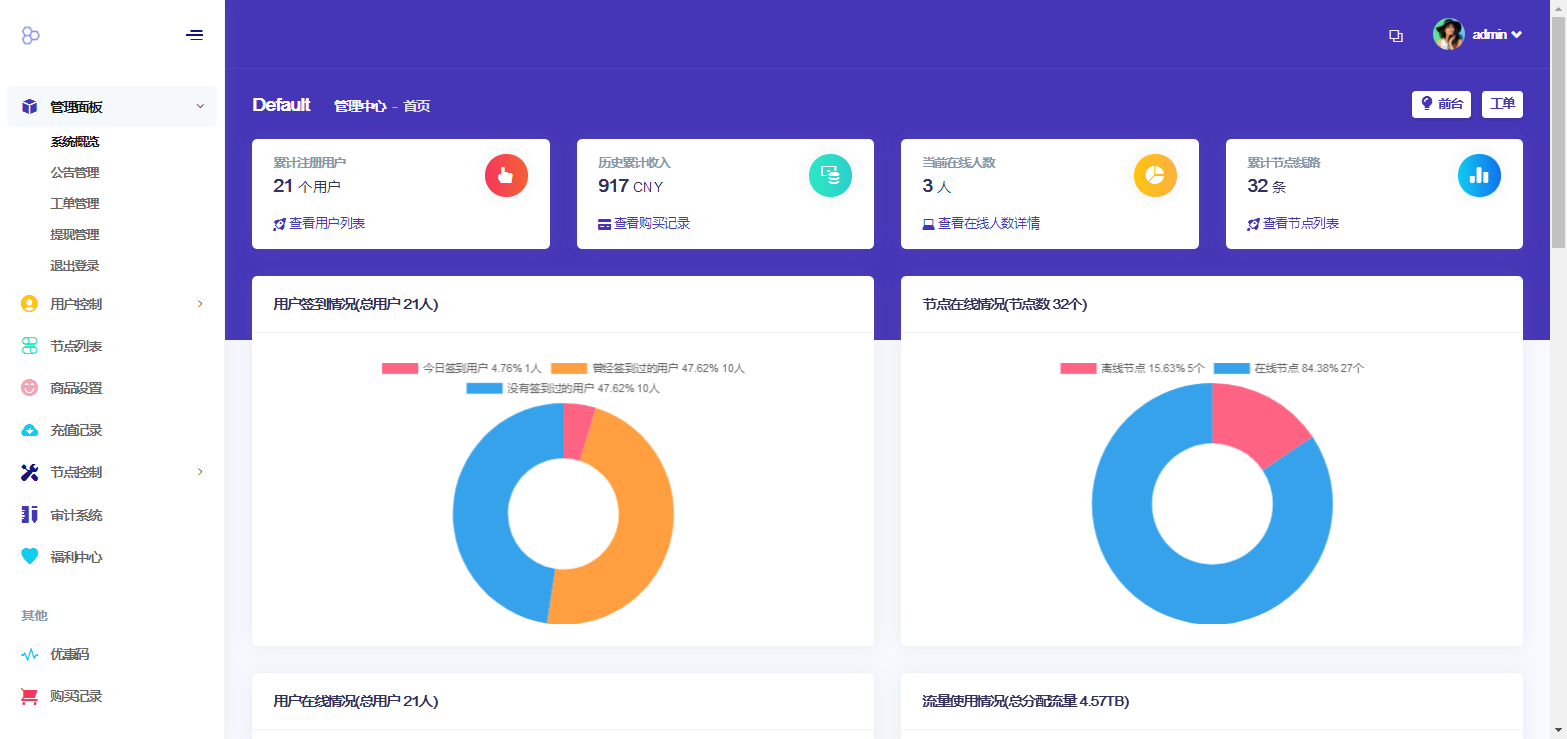 admin
管理面板
系统概览
公告管理
工单管理
提现管理
退出登录
用户控制
节点列表
商品设置
充值记录
节点控制
审计系统
福利中心
其他
优惠码
购买记录
Default 管理中心 - 首页
前台 工单
累计注册用户
21 个用户
查看用户列表
历史累计收入
917 CNY
查看购买记录
当前在线人数
3 人
查看在线人数详情
累计节点线路
32 条
查看节点列表
用户签到情况(总用户 21人)
今日签到用户 4.76% 1人 曾经签到过的用户 47.62% 10人
没有签到过的用户 47.62% 10人
节点在线情况(节点数 32个)
离线节点 15.63% 5个 在线节点 84.38% 27个
用户在线情况(总用户 21人)
流量使用情况(总分配流量 4.57TB)